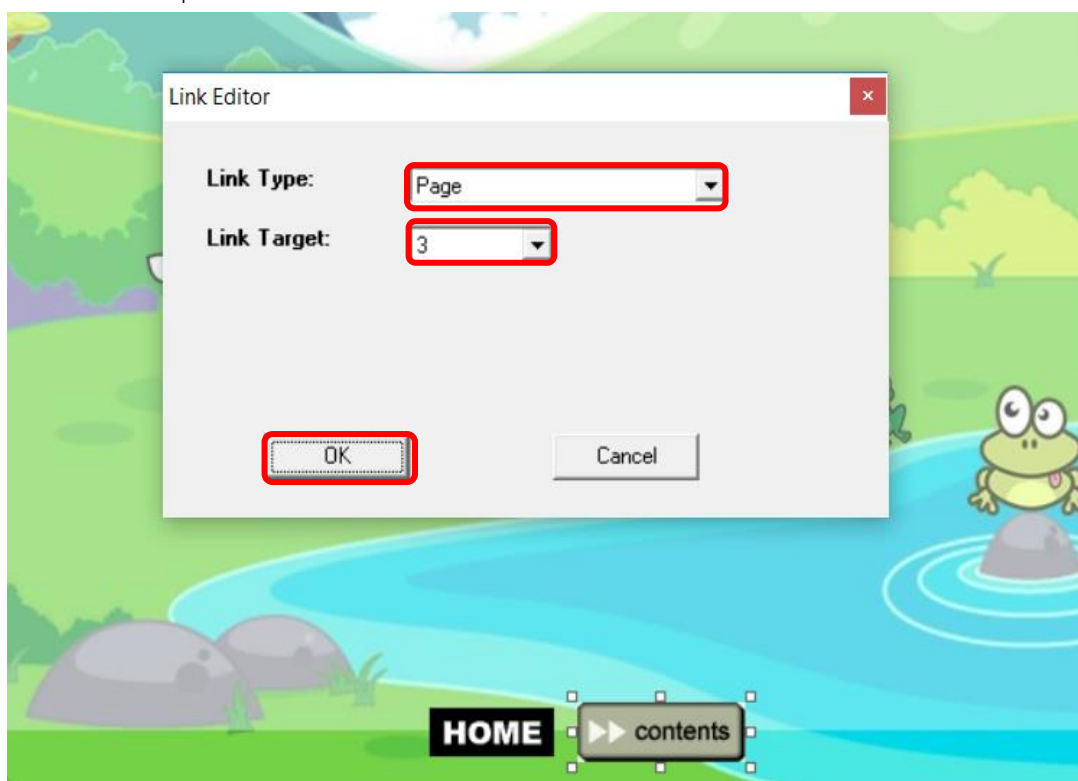 Link Editor
Link Type: Page
Link Target: 3
OK Cancel
HOME contents